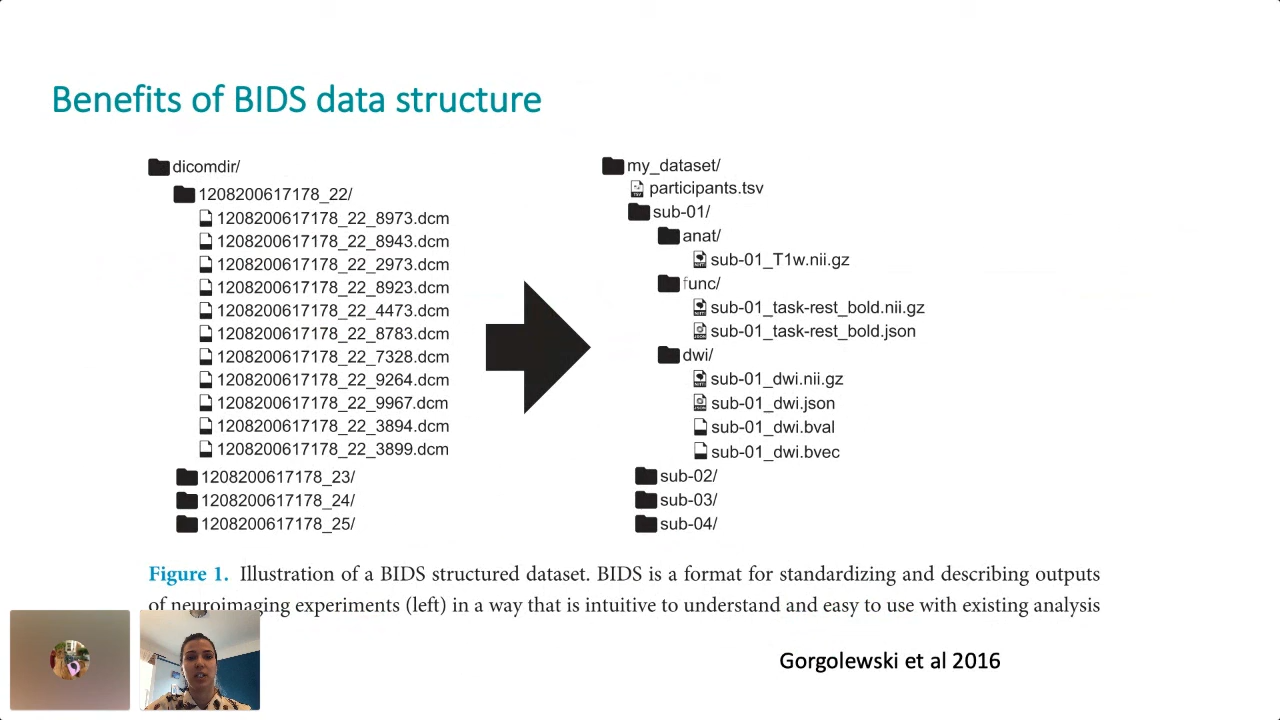 Benefits of BIDS data structure
dicomdir/
1208200617178_22/
1208200617178_22_8973.dcm
1208200617178_22_8943.dcm
1208200617178_22_2973.dcm
1208200617178_22_8923.dcm
1208200617178_22_4473.dcm
1208200617178_22_8783.dcm
1208200617178_22_7328.dcm
1208200617178_22_9264.dcm
1208200617178_22_9967.dcm
1208200617178_22_3894.dcm
1208200617178_22_3899.dcm
1208200617178_23/
1208200617178_24/
1208200617178_25/
my_dataset/
participants.tsv
sub-01/
anat/
sub-01_T1w.nii.gz
func/
sub-01_task-rest_bold.nii.gz
sub-01_task-rest_bold.json
dwi/
sub-01_dwi.nii.gz
sub-01_dwi.json
sub-01_dwi.bval
sub-01_dwi.bvec
sub-02/
sub-03/
sub-04/
Figure 1. Illustration of a BIDS structured dataset. BIDS is a format for standardizing and describing outputs
of neuroimaging experiments (left) in a way that is intuitive to understand and easy to use with existing analysis
Gorgolewski et al 2016